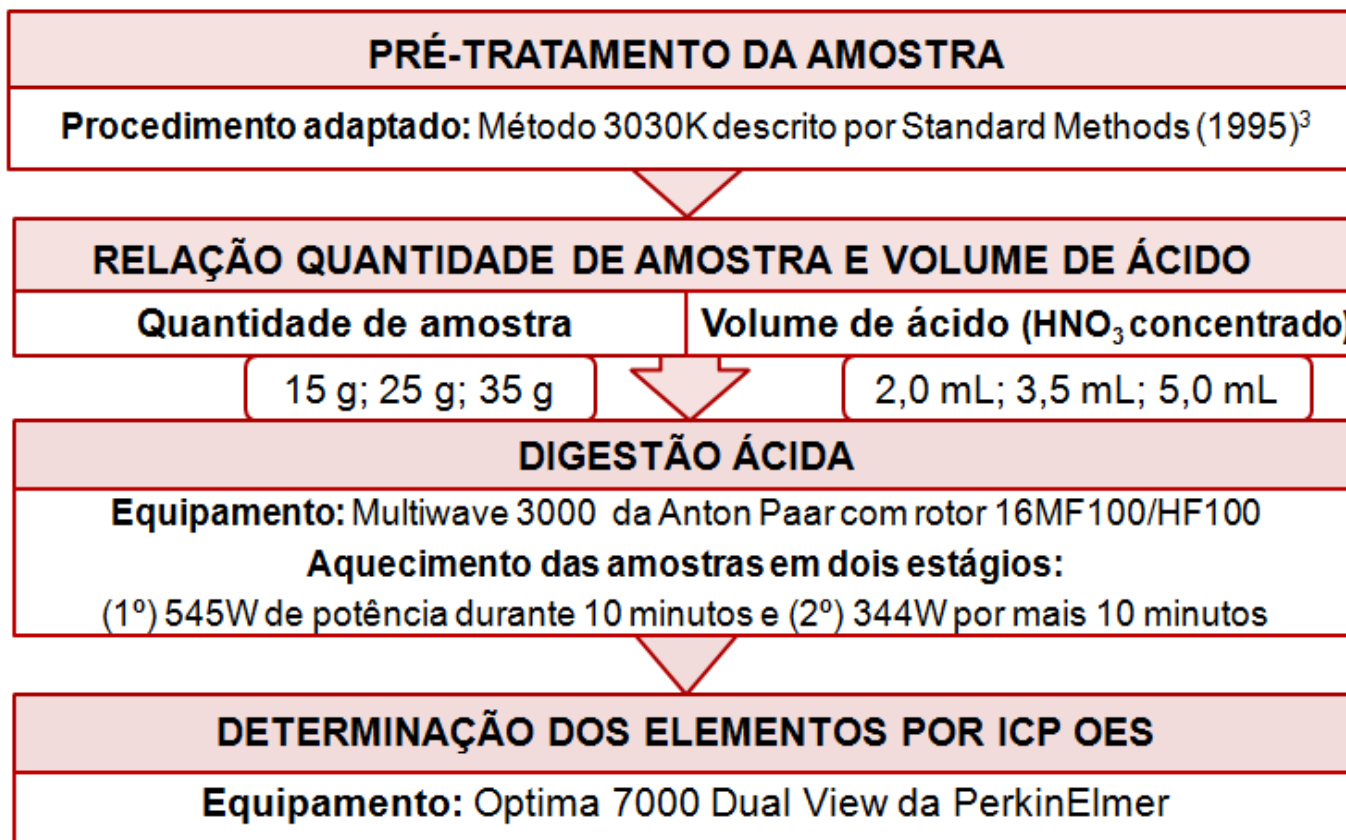 PRÉ-TRATAMENTO DA AMOSTRA
Procedimento adaptado: Método 3030K descrito por Standard Methods (1995)³
RELAÇÃO QUANTIDADE DE AMOSTRA E VOLUME DE ÁCIDO
Quantidade de amostra
Volume de ácido (HNO₃ concentrado)
15 g; 25 g; 35 g
2,0 mL; 3,5 mL; 5,0 mL
DIGESTÃO ÁCIDA
Equipamento: Multiwave 3000 da Anton Paar com rotor 16MF100/HF100
Aquecimento das amostras em dois estágios:
(1º) 545W de potência durante 10 minutos e (2º) 344W por mais 10 minutos
DETERMINAÇÃO DOS ELEMENTOS POR ICP OES
Equipamento: Optima 7000 Dual View da PerkinElmer